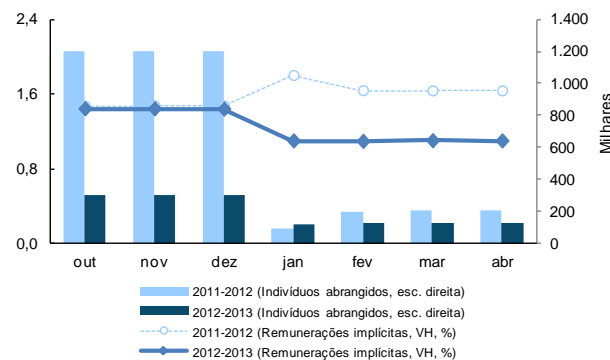 2,4
1,6
0,8
0,0
1.400
1.200
1.000
800
600
400
200
0
Milhares
out nov dez jan fev mar abr
2011-2012 (Indivíduos abrangidos, esc. direita)
2012-2013 (Indivíduos abrangidos, esc. direita)
2011-2012 (Remunerações implícitas, VH, %)
2012-2013 (Remunerações implícitas, VH, %)